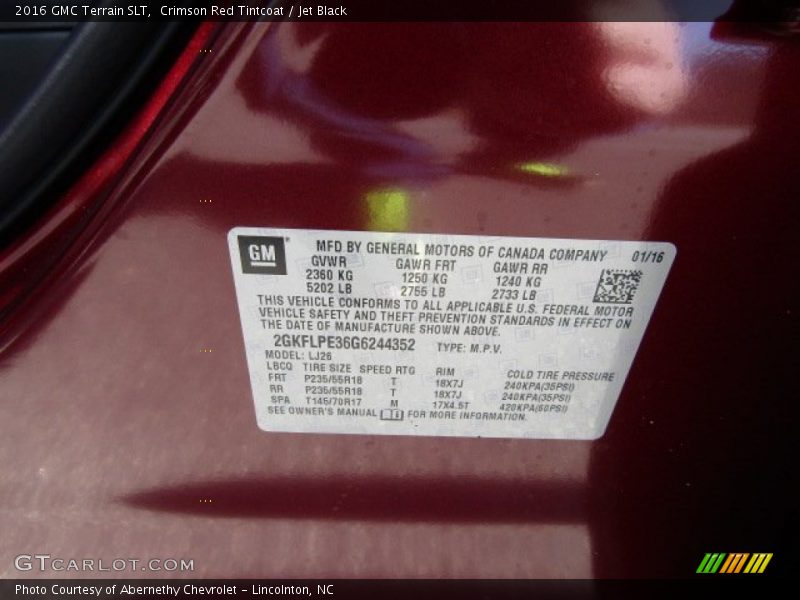 2016 GMC Terrain SLT, Crimson Red Tintcoat / Jet Black
GM
MFD BY GENERAL MOTORS OF CANADA COMPANY 01/16
GVWR GAWR FRT GAWR RR
2360 KG 1250 KG 1240 KG
5202 LB 2755 LB 2733 LB
THIS VEHICLE CONFORMS TO ALL APPLICABLE U.S. FEDERAL MOTOR
VEHICLE SAFETY AND THEFT PREVENTION STANDARDS IN EFFECT ON
THE DATE OF MANUFACTURE SHOWN ABOVE.
2GKFLPE36G6244352 TYPE: M.P.V.
MODEL: LJ26
LBCQ TIRE SIZE SPEED RTG RIM COLD TIRE PRESSURE
FRT P235/55R18 T 18X7J 240KPA(35PSI)
RR P235/55R18 T 18X7J 240KPA(35PSI)
SPA T145/70R17 M 17X4.5T 420KPA(60PSI)
SEE OWNER'S MANUAL FOR MORE INFORMATION.
GTCARLOT.COM
Photo Courtesy of Abernethy Chevrolet - Lincolnton, NC